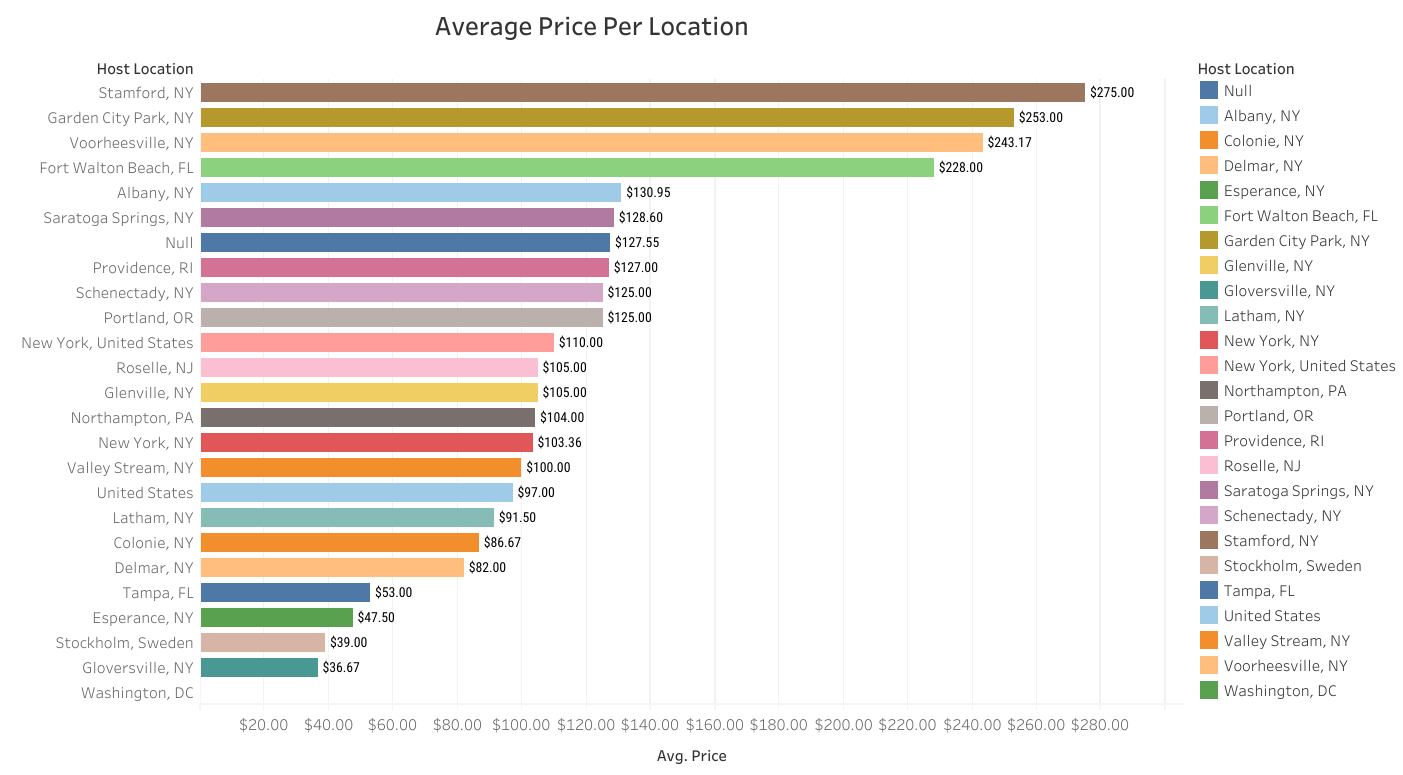 Average Price Per Location
Host Location
Stamford, NY $275.00
Garden City Park, NY $253.00
Voorheesville, NY $243.17
Fort Walton Beach, FL $228.00
Albany, NY $130.95
Saratoga Springs, NY $128.60
Null $127.55
Providence, RI $127.00
Schenectady, NY $125.00
Portland, OR $125.00
New York, United States $110.00
Roselle, NJ $105.00
Glenville, NY $105.00
Northampton, PA $104.00
New York, NY $103.36
Valley Stream, NY $100.00
United States $97.00
Latham, NY $91.50
Colonie, NY $86.67
Delmar, NY $82.00
Tampa, FL $53.00
Esperance, NY $47.50
Stockholm, Sweden $39.00
Gloversville, NY $36.67
Washington, DC
$20.00 $40.00 $60.00 $80.00 $100.00 $120.00 $140.00 $160.00 $180.00 $200.00 $220.00 $240.00 $260.00 $280.00
Avg. Price
Host Location
Null
Albany, NY
Colonie, NY
Delmar, NY
Esperance, NY
Fort Walton Beach, FL
Garden City Park, NY
Glenville, NY
Gloversville, NY
Latham, NY
New York, NY
New York, United States
Northampton, PA
Portland, OR
Providence, RI
Roselle, NJ
Saratoga Springs, NY
Schenectady, NY
Stamford, NY
Stockholm, Sweden
Tampa, FL
United States
Valley Stream, NY
Voorheesville, NY
Washington, DC